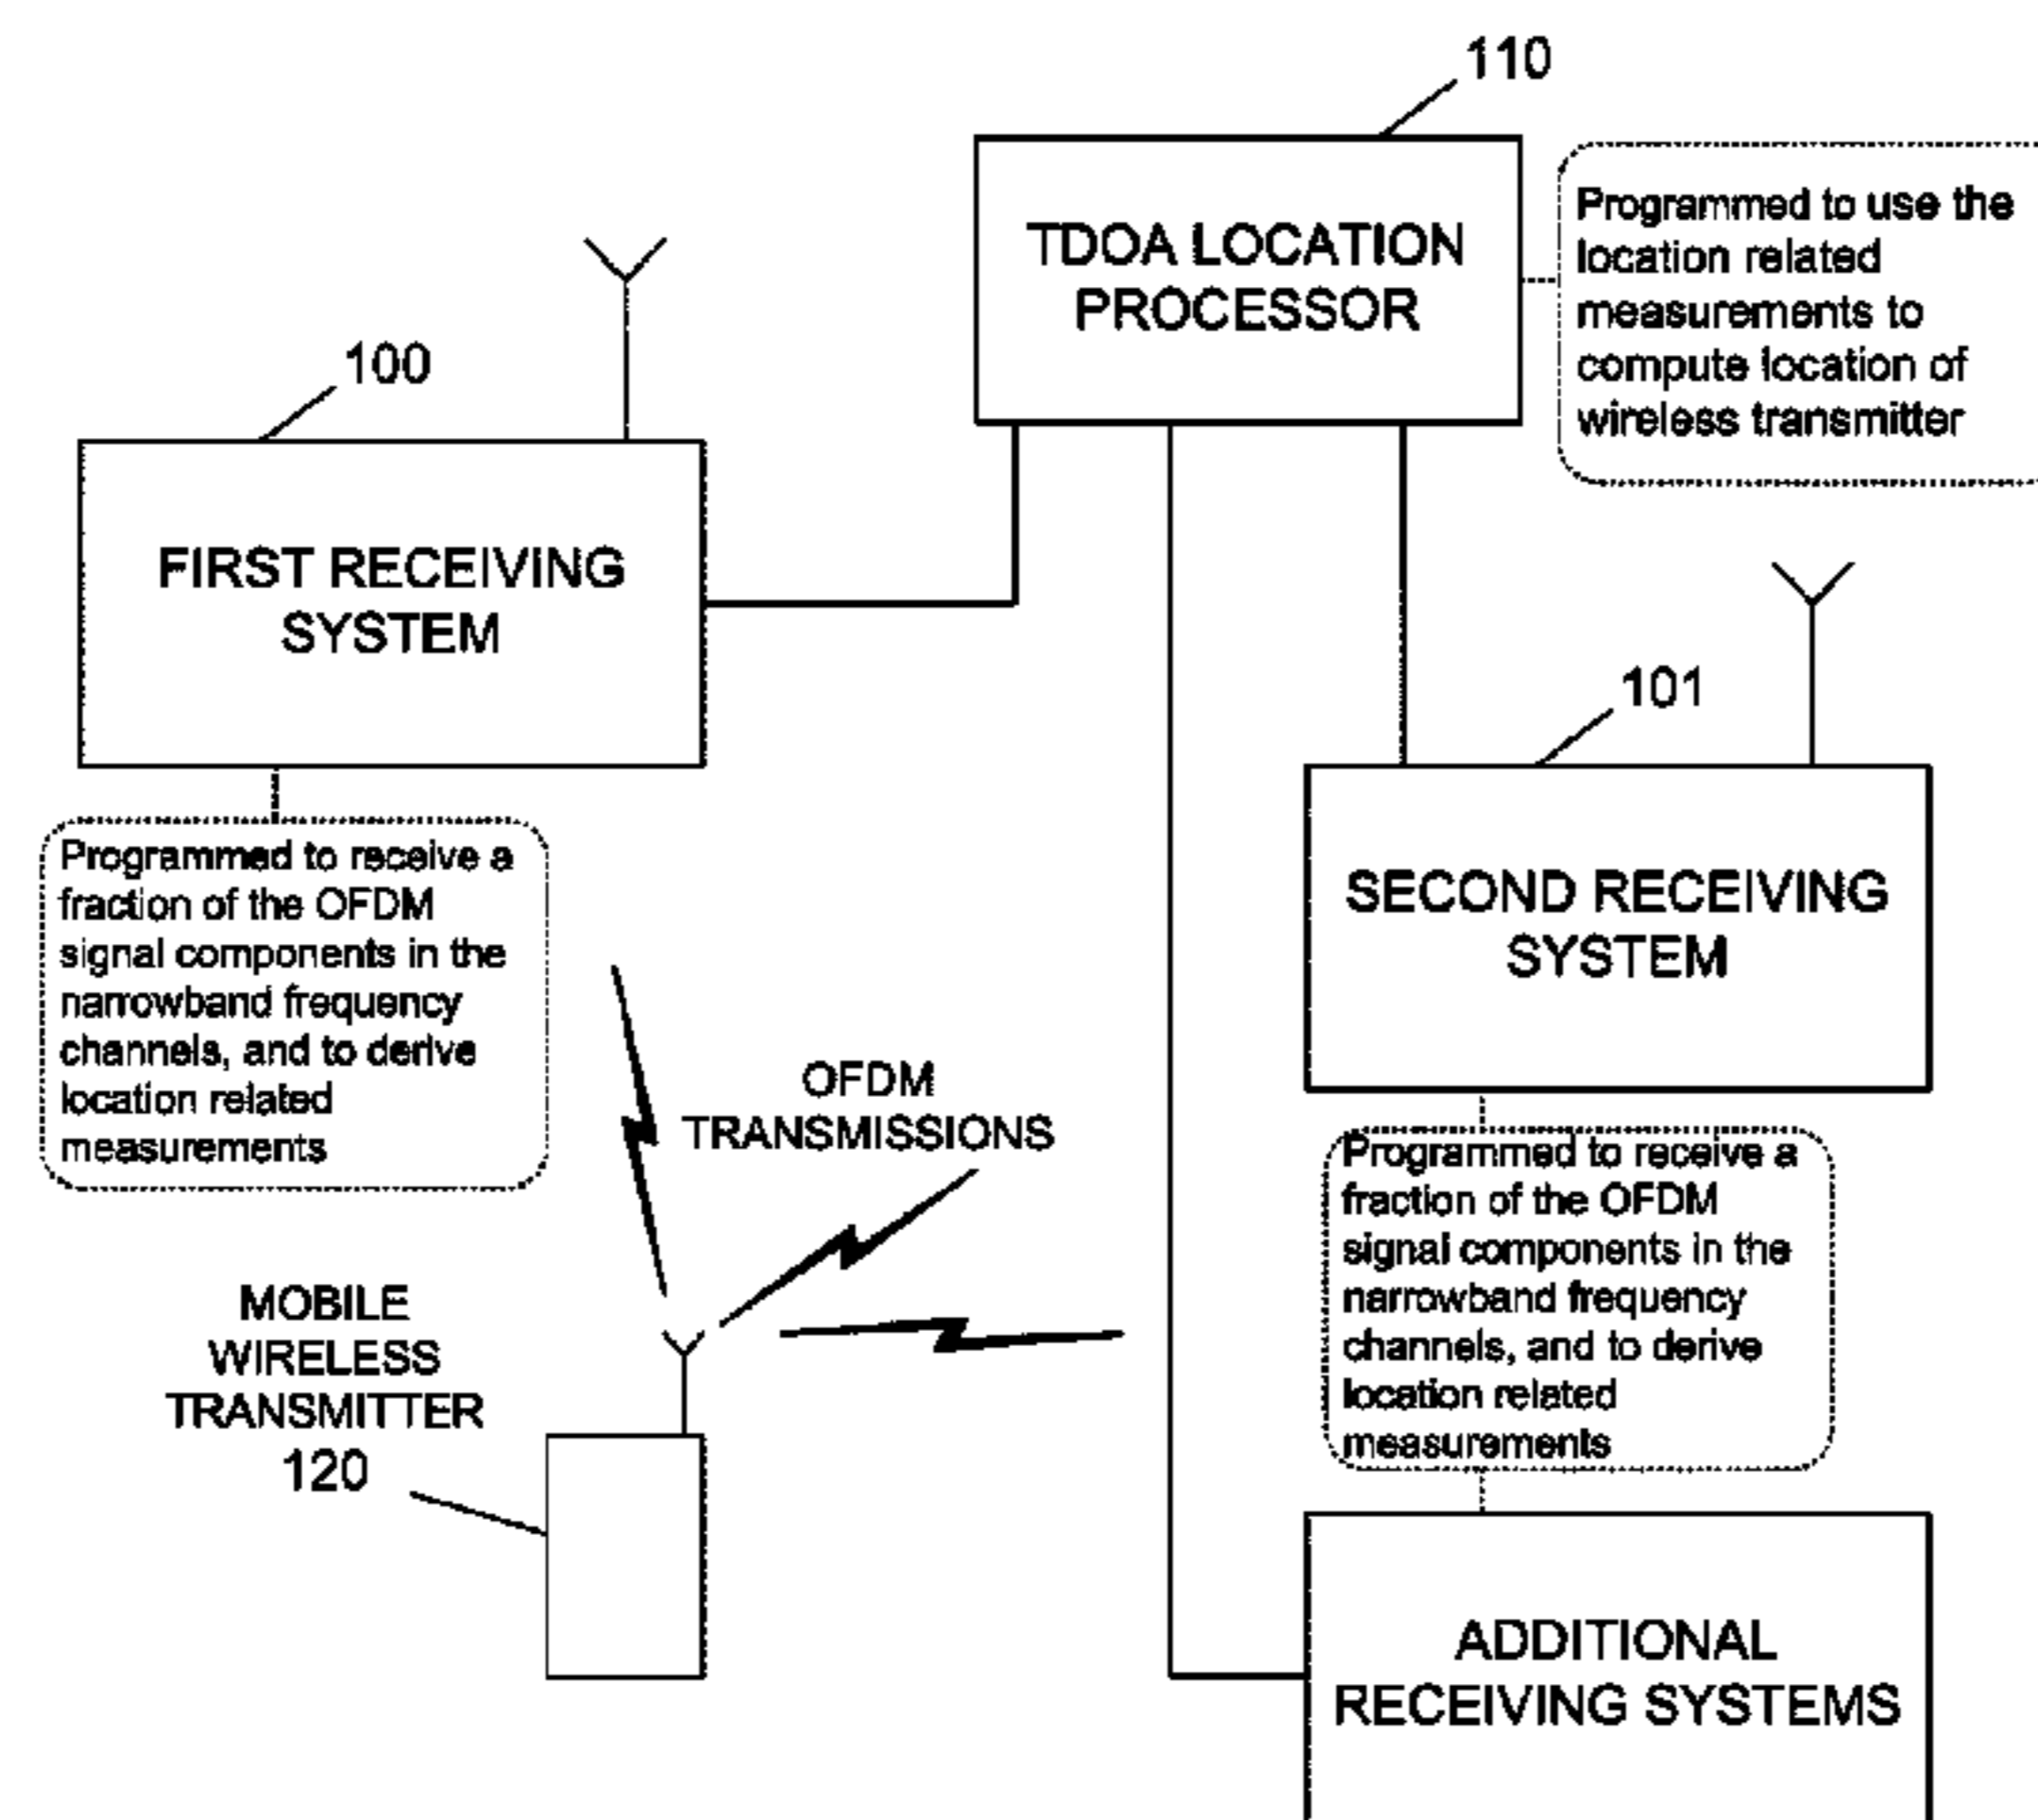 110
TDOA LOCATION
PROCESSOR
Programmed to use the
location related
measurements to
compute location of
wireless transmitter
100
FIRST RECEIVING
SYSTEM
Programmed to receive a
fraction of the OFDM
signal components in the
narrowband frequency
channels, and to derive
location related
measurements
101
SECOND RECEIVING
SYSTEM
OFDM
TRANSMISSIONS
Programmed to receive a
fraction of the OFDM
signal components in the
narrowband frequency
channels, and to derive
location related
measurements
MOBILE
WIRELESS
TRANSMITTER
120
ADDITIONAL
RECEIVING SYSTEMS